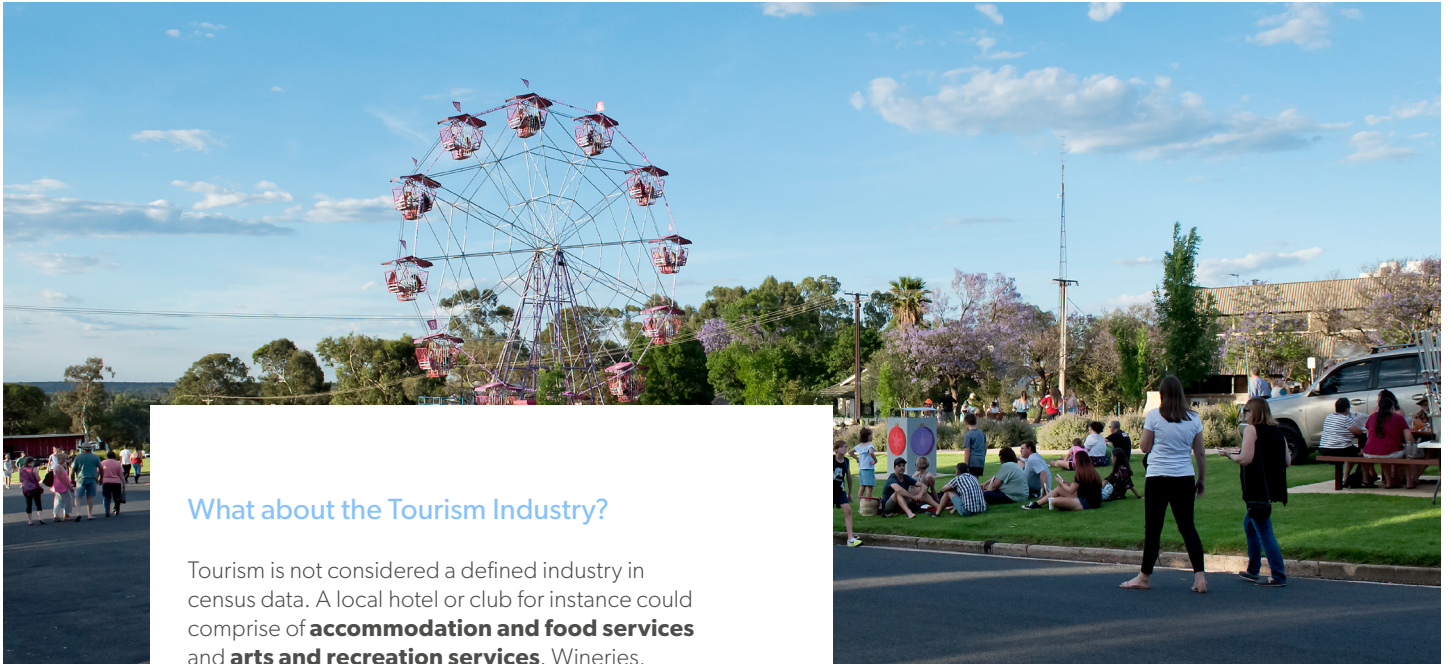 What about the Tourism Industry?
Tourism is not considered a defined industry in
census data. A local hotel or club for instance could
comprise of accommodation and food services
and arts and recreation services. Wineries,